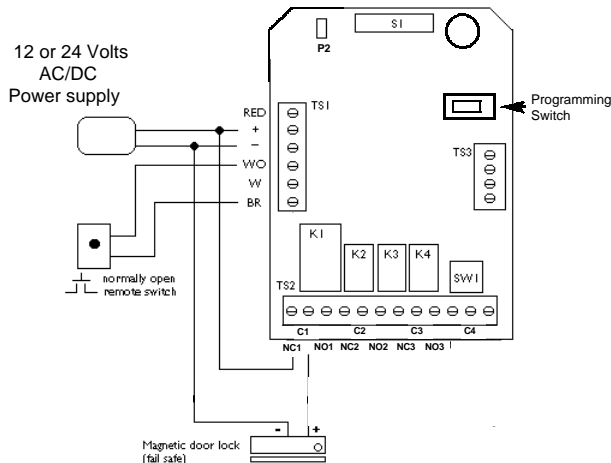 P2
S1
12 or 24 Volts
AC/DC
Power supply
Programming
Switch
RED
+
−
WO
W
BR
TS1
TS3
K1
K2
K3
K4
SW1
normally open
remote switch
TS2
C1
C2
C3
C4
NC1
NO1
NC2
NO2
NC3
NO3
-
+
Magnetic door lock
(fail safe)